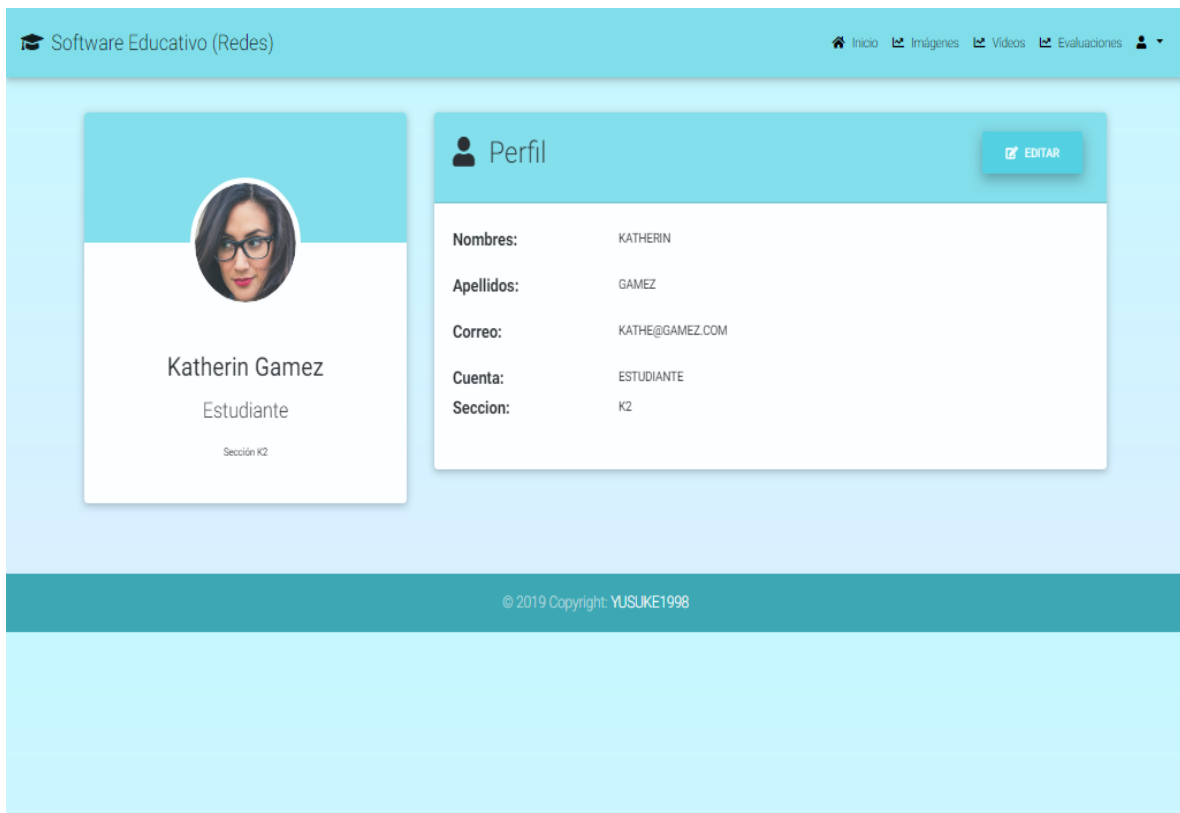 Software Educativo (Redes)
Inicio Imágenes Videos Evaluaciones
Katherin Gamez
Estudiante
Sección K2
Perfil
EDITAR
Nombres: KATHERIN
Apellidos: GAMEZ
Correo: KATHE@GAMEZ.COM
Cuenta: ESTUDIANTE
Seccion: K2
© 2019 Copyright: YUSUKE1998